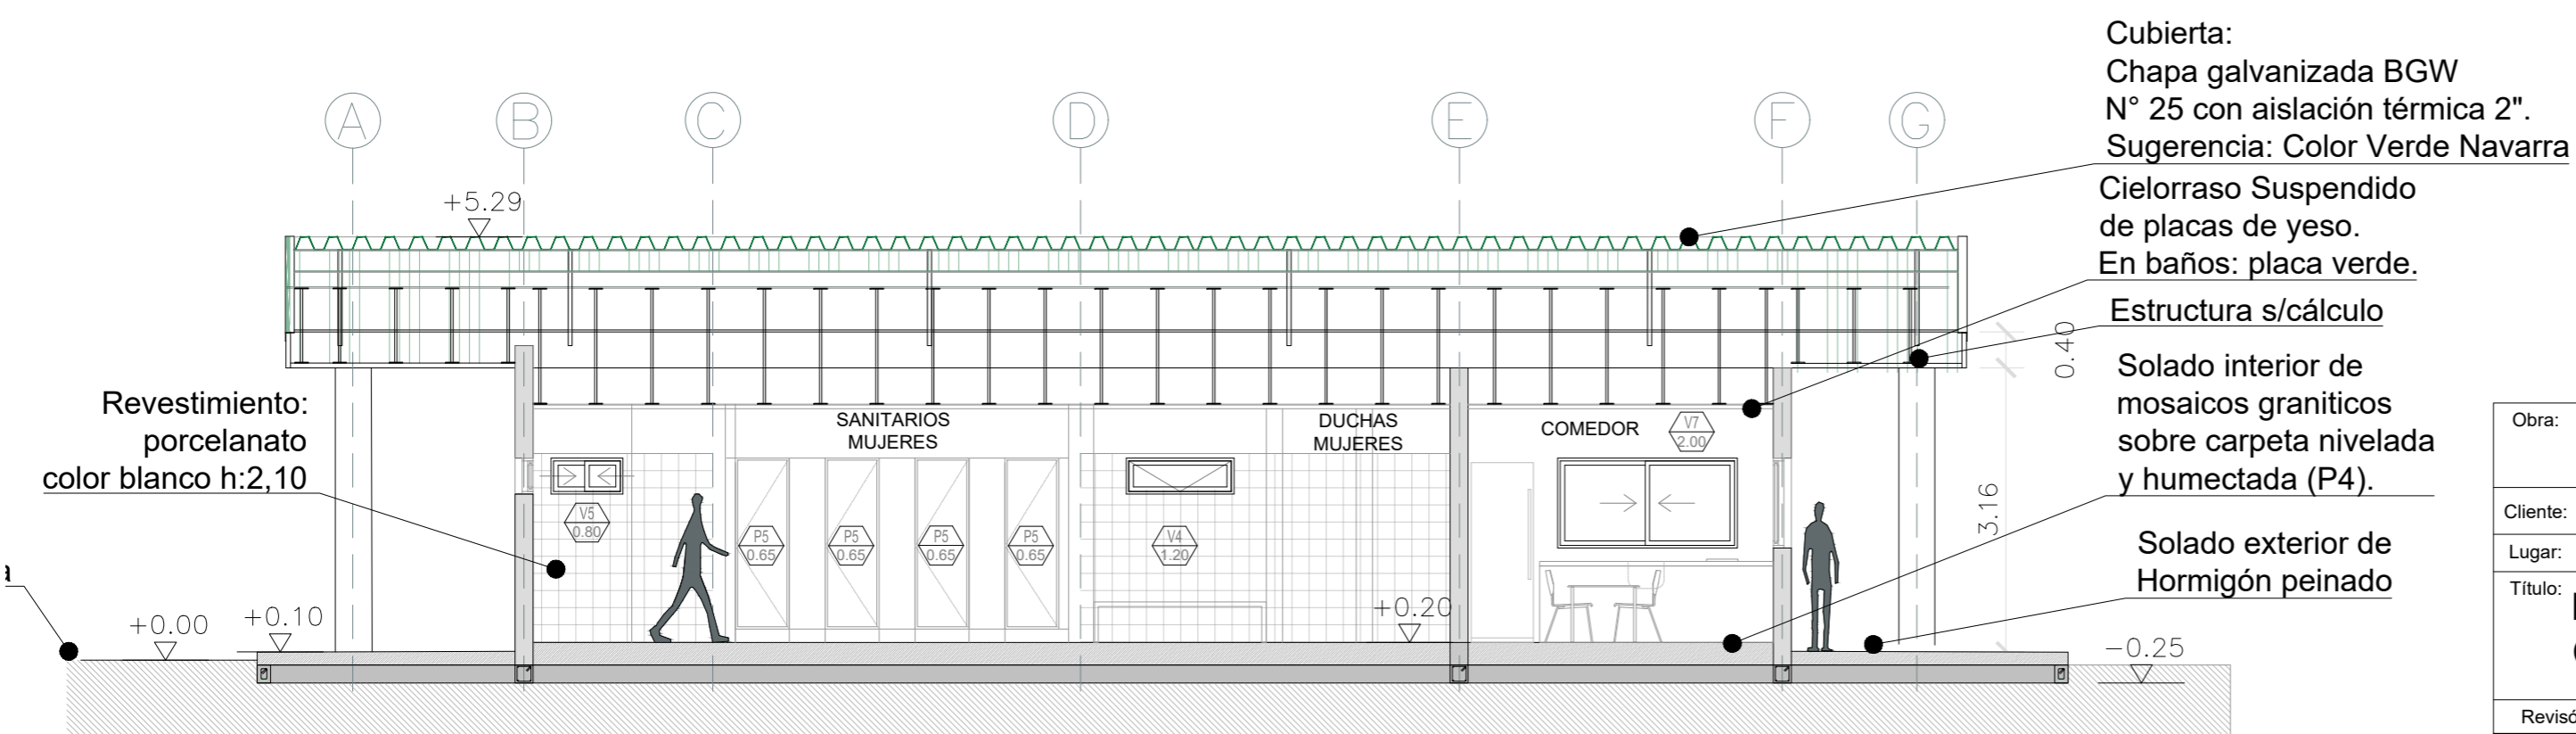 Cubierta:
Chapa galvanizada BGW
N° 25 con aislación térmica 2".
Sugerencia: Color Verde Navarra
A B C D E F G
Cielorraso Suspendido
de placas de yeso.
En baños: placa verde.
+5.29
Estructura s/cálculo
0.40
Solado interior de
mosaicos graniticos
sobre carpeta nivelada
y humectada (P4).
Revestimiento:
porcelanato
color blanco h:2,10
SANITARIOS
MUJERES
DUCHAS
MUJERES
COMEDOR
V7
2.00
V5
0.80
P5
0.65
P5
0.65
P5
0.65
P5
0.65
V4
1.20
3.16
Solado exterior de
Hormigón peinado
a
+0.00
+0.10
+0.20
-0.25
Obra:
Cliente:
Lugar:
Título:
Revisó